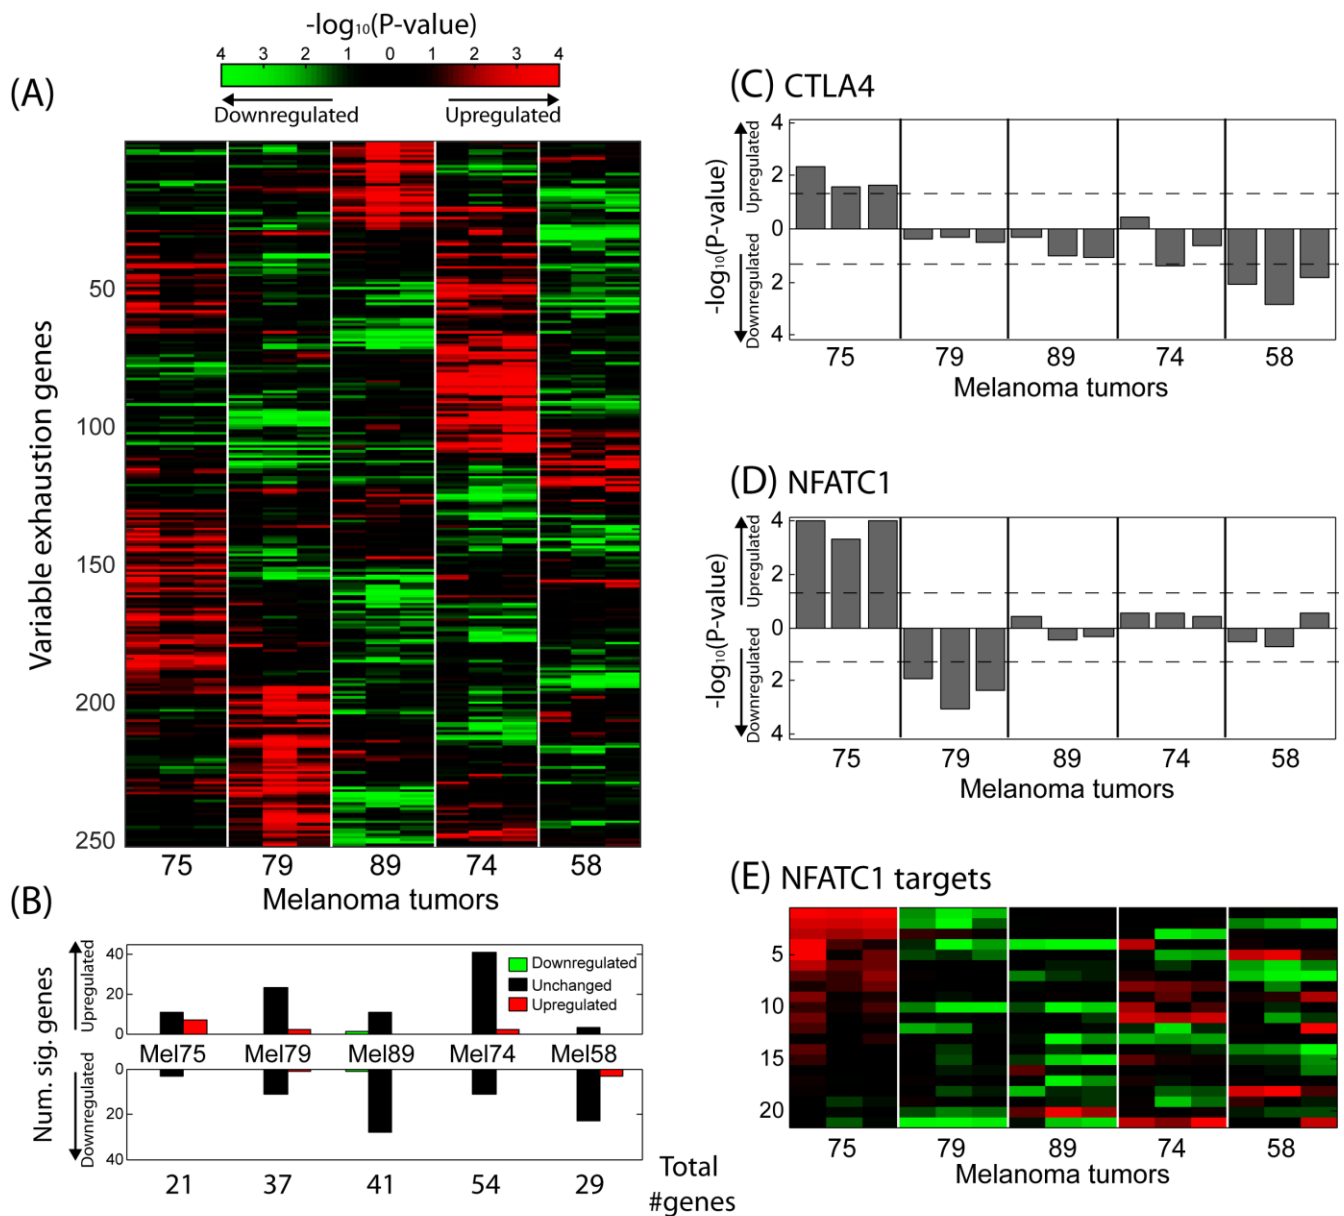 -log₁₀(P-value)
4 3 2 1 0 1 2 3 4
Downregulated Upregulated
(A)
Variable exhaustion genes
50
100
150
200
250
75 79 89 74 58
Melanoma tumors
(B)
Num. sig. genes
Upregulated
Downregulated
40
20
0
Downregulated
Unchanged
Upregulated
Mel75 Mel79 Mel89 Mel74 Mel58
0
20
40
21 37 41 54 29
Total
#genes
(C) CTLA4
-log₁₀(P-value)
Upregulated
Downregulated
4
2
0
2
4
75 79 89 74 58
Melanoma tumors
(D) NFATC1
-log₁₀(P-value)
Upregulated
Downregulated
4
2
0
2
4
75 79 89 74 58
Melanoma tumors
(E) NFATC1 targets
5
10
15
20
75 79 89 74 58
Melanoma tumors